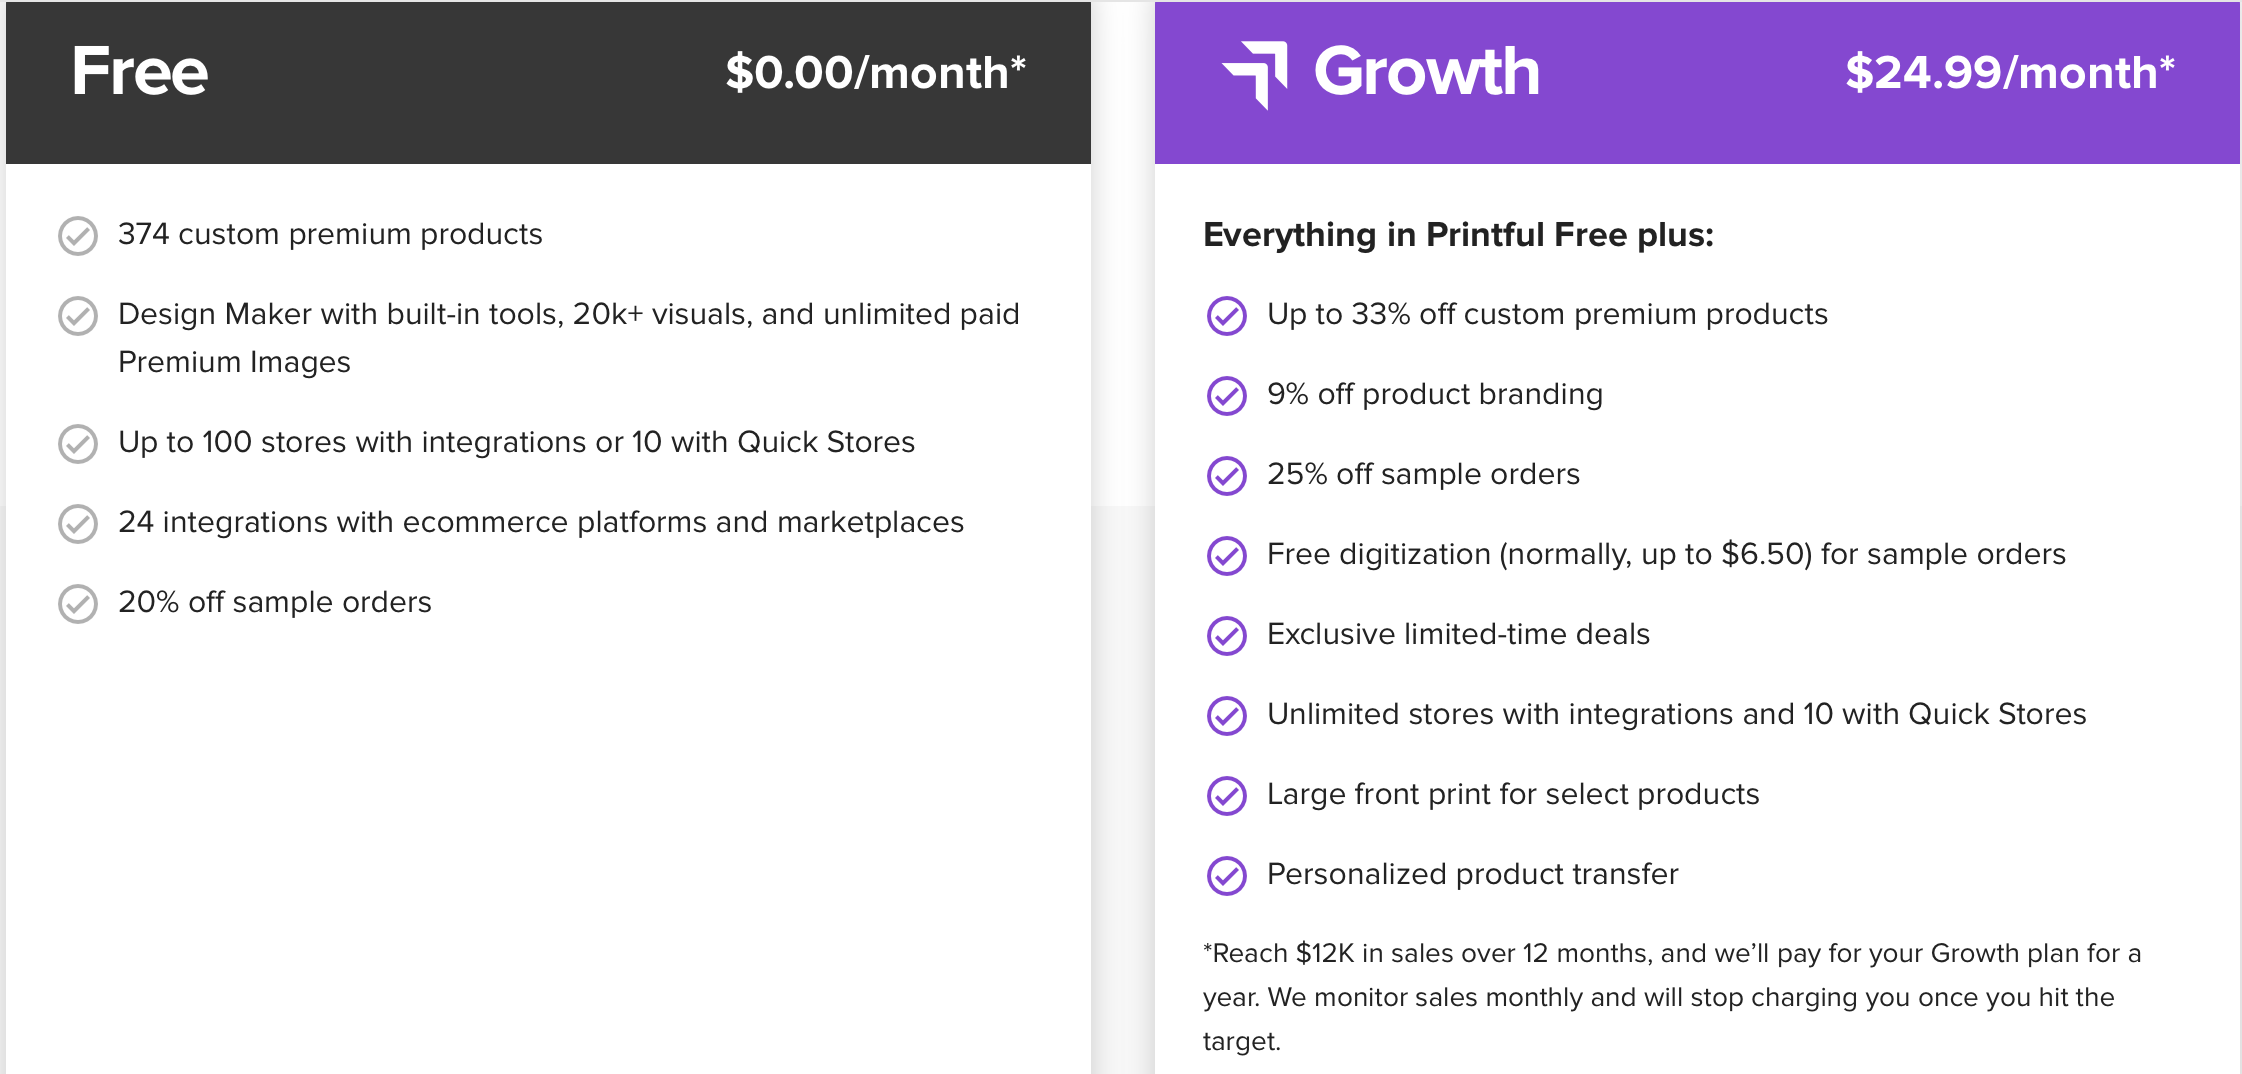 Free
$0.00/month*
374 custom premium products
Design Maker with built-in tools, 20k+ visuals, and unlimited paid
Premium Images
Up to 100 stores with integrations or 10 with Quick Stores
24 integrations with ecommerce platforms and marketplaces
20% off sample orders
Growth
$24.99/month*
Everything in Printful Free plus:
Up to 33% off custom premium products
9% off product branding
25% off sample orders
Free digitization (normally, up to $6.50) for sample orders
Exclusive limited-time deals
Unlimited stores with integrations and 10 with Quick Stores
Large front print for select products
Personalized product transfer
*Reach $12K in sales over 12 months, and we’ll pay for your Growth plan for a
year. We monitor sales monthly and will stop charging you once you hit the
target.